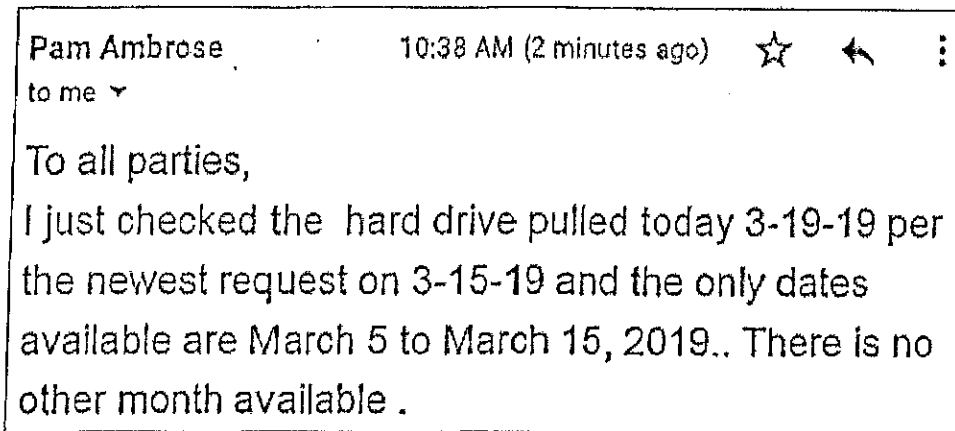 Pam Ambrose 10:38 AM (2 minutes ago)
to me
To all parties,
I just checked the hard drive pulled today 3-19-19 per
the newest request on 3-15-19 and the only dates
available are March 5 to March 15, 2019.. There is no
other month available .